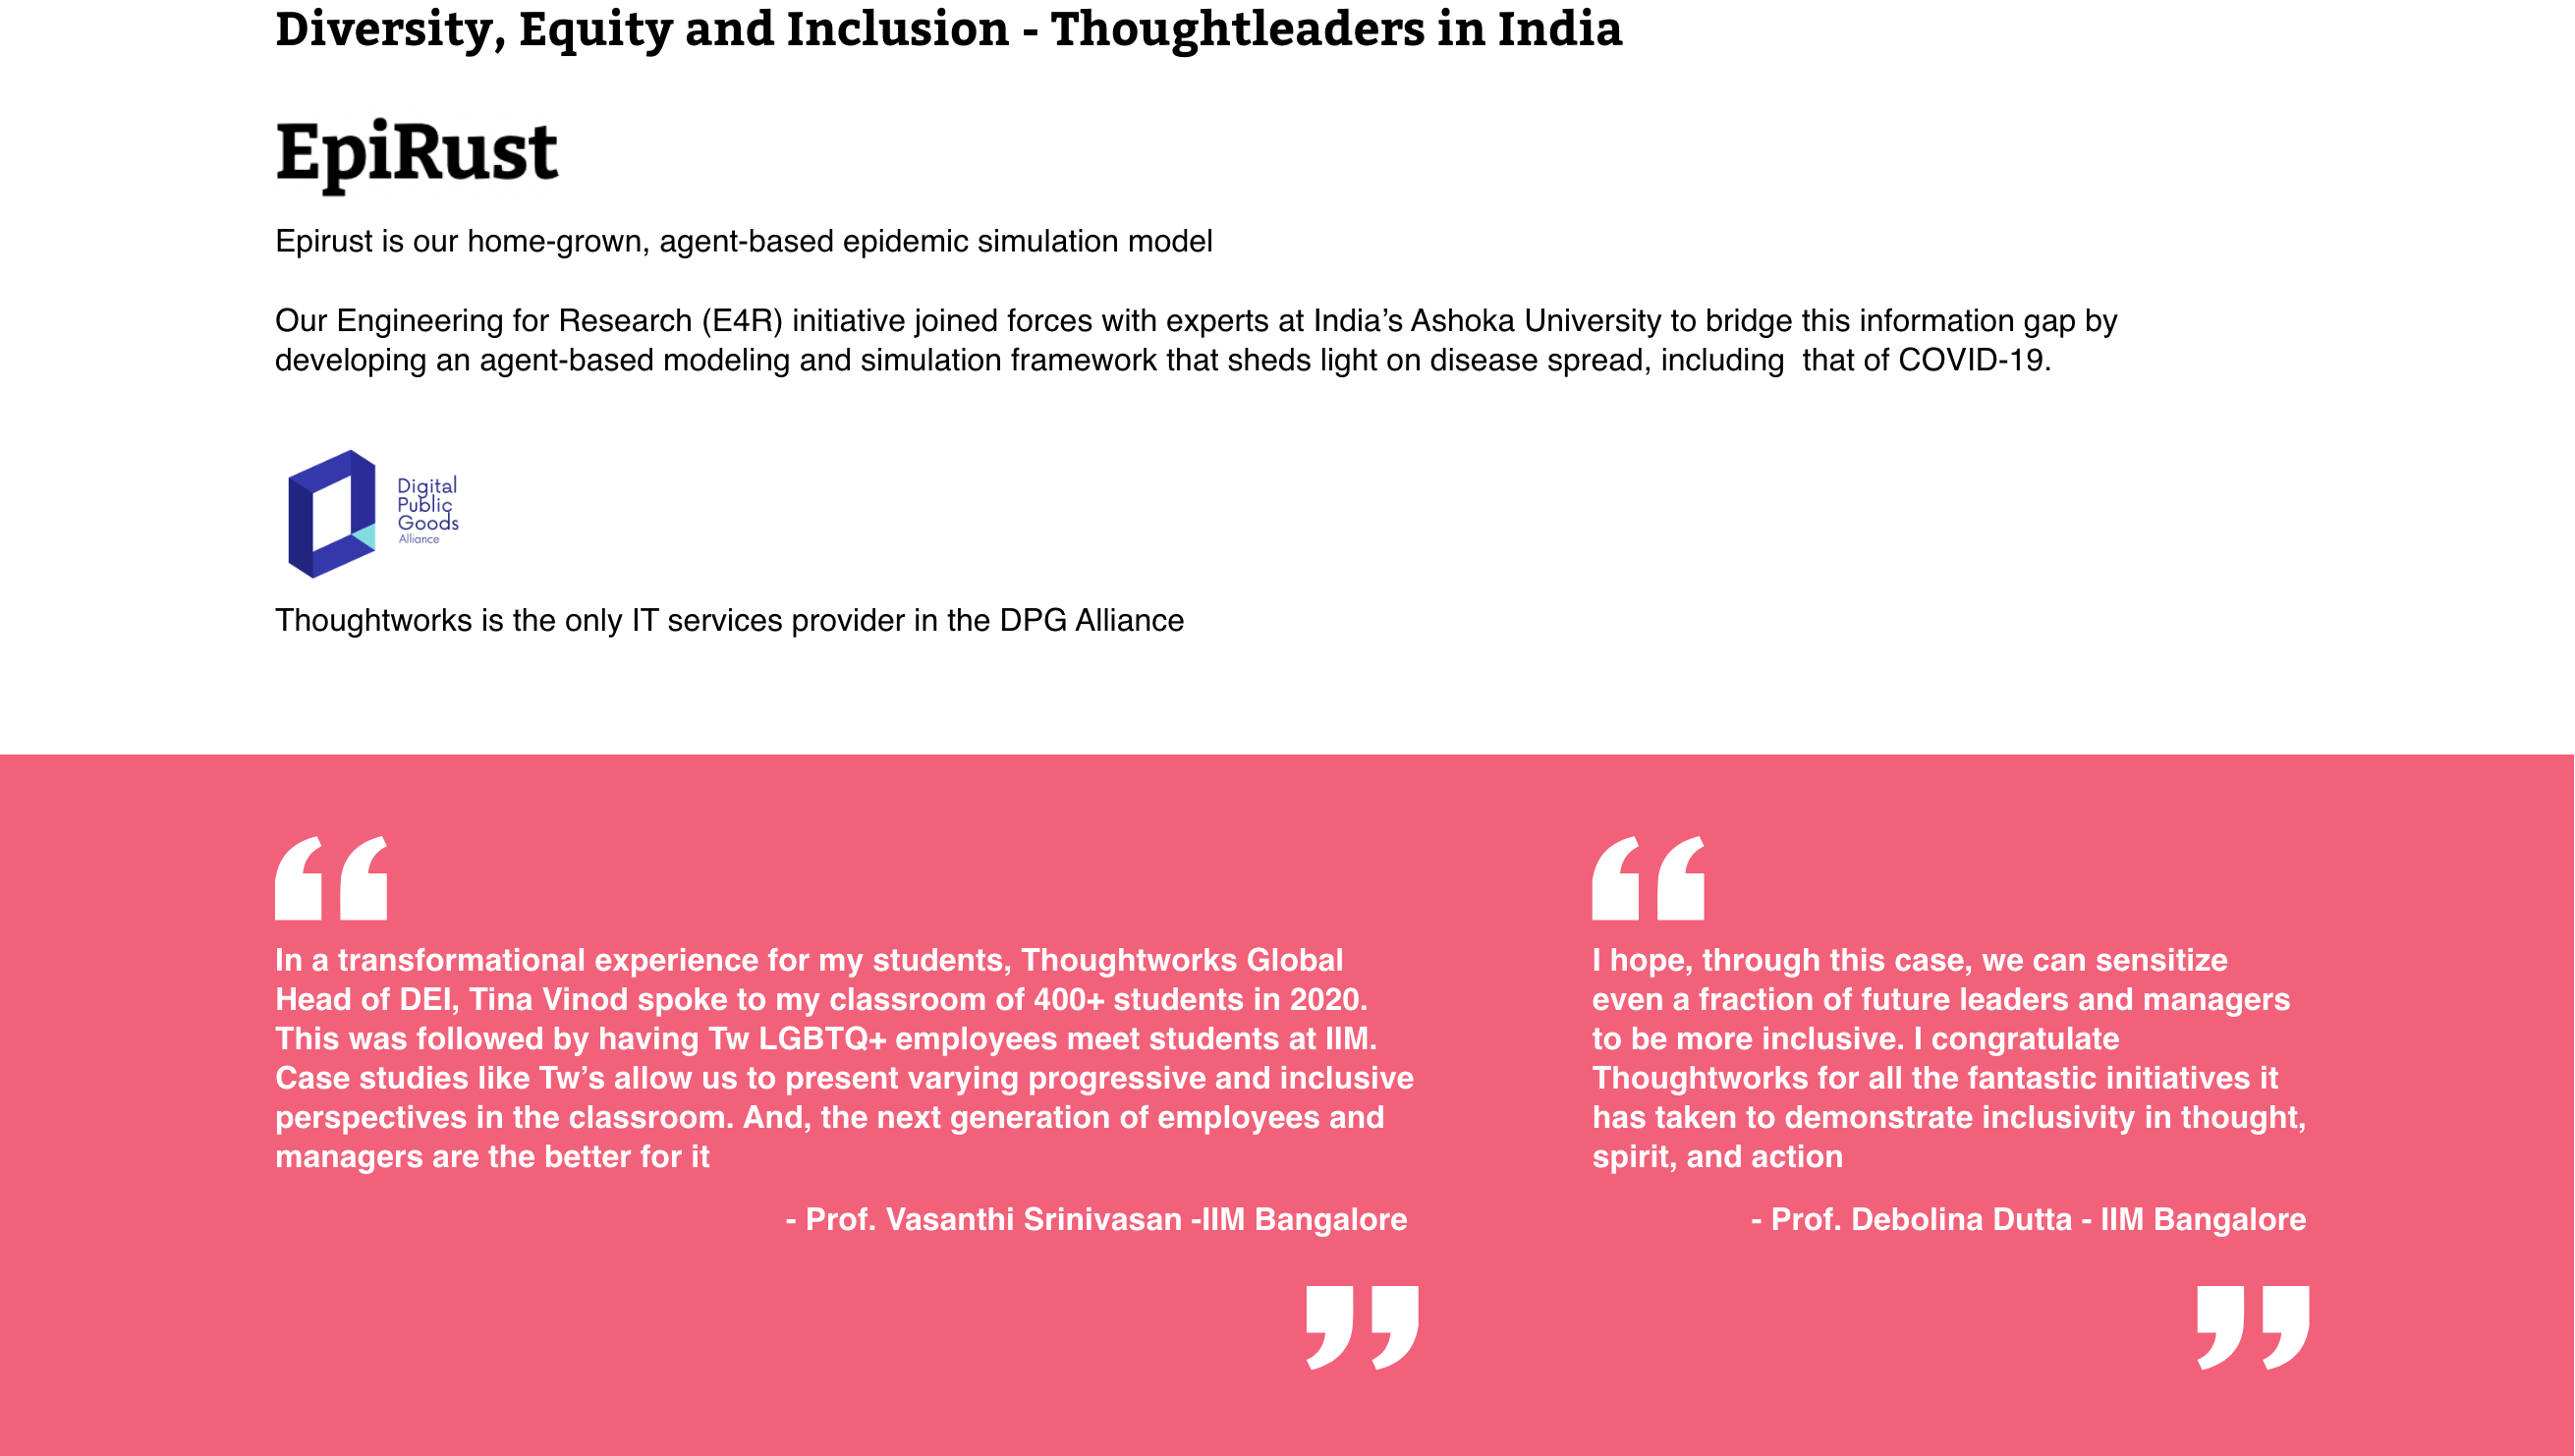 Diversity, Equity and Inclusion - Thoughtleaders in India
EpiRust
Epirust is our home-grown, agent-based epidemic simulation model
Our Engineering for Research (E4R) initiative joined forces with experts at India’s Ashoka University to bridge this information gap by
developing an agent-based modeling and simulation framework that sheds light on disease spread, including  that of COVID-19.
Digital
Public
Goods
Alliance
Thoughtworks is the only IT services provider in the DPG Alliance
“
In a transformational experience for my students, Thoughtworks Global
Head of DEI, Tina Vinod spoke to my classroom of 400+ students in 2020.
This was followed by having Tw LGBTQ+ employees meet students at IIM.
Case studies like Tw’s allow us to present varying progressive and inclusive
perspectives in the classroom. And, the next generation of employees and
managers are the better for it
- Prof. Vasanthi Srinivasan -IIM Bangalore
”
“
I hope, through this case, we can sensitize
even a fraction of future leaders and managers
to be more inclusive. I congratulate
Thoughtworks for all the fantastic initiatives it
has taken to demonstrate inclusivity in thought,
spirit, and action
- Prof. Debolina Dutta - IIM Bangalore
”